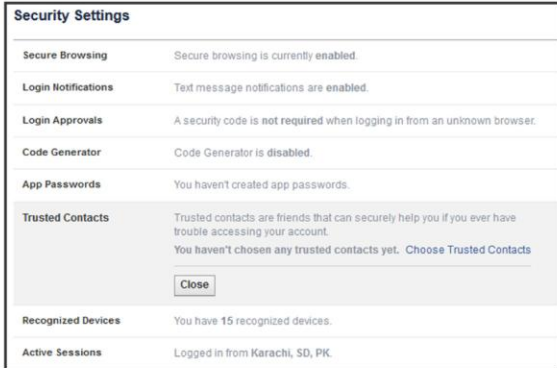 Security Settings
Secure Browsing Secure browsing is currently enabled.
Login Notifications Text message notifications are enabled.
Login Approvals A security code is not required when logging in from an unknown browser.
Code Generator Code Generator is disabled.
App Passwords You haven't created app passwords.
Trusted Contacts Trusted contacts are friends that can securely help you if you ever have
trouble accessing your account.
You haven't chosen any trusted contacts yet. Choose Trusted Contacts
Close
Recognized Devices You have 15 recognized devices.
Active Sessions Logged in from Karachi, SD, PK.